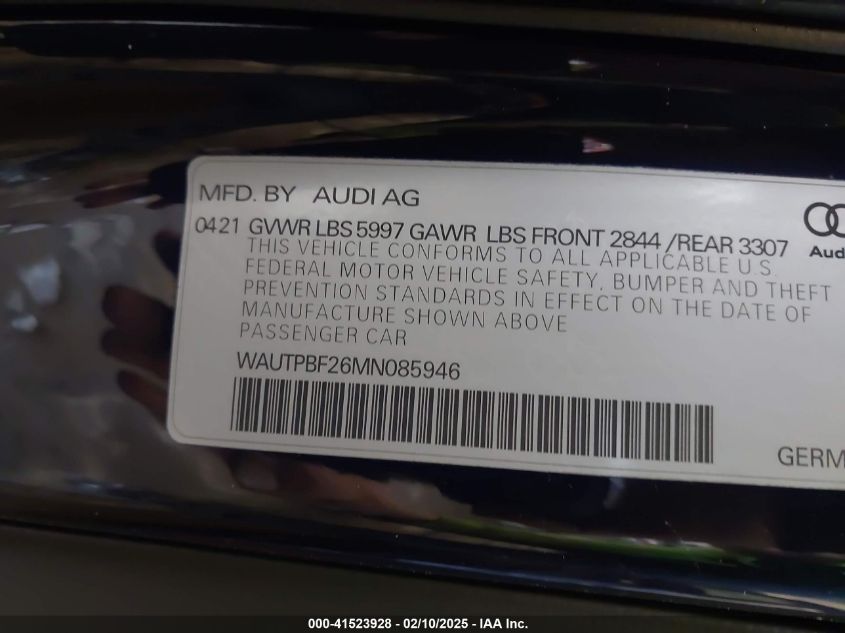 MFD. BY AUDI AG
0421 GVWR LBS 5997 GAWR LBS FRONT 2844 /REAR 3307
Aud
THIS VEHICLE CONFORMS TO ALL APPLICABLE U.S.
FEDERAL MOTOR VEHICLE SAFETY, BUMPER AND THEFT
PREVENTION STANDARDS IN EFFECT ON THE DATE OF
MANUFACTURE SHOWN ABOVE
PASSENGER CAR
WAUTPBF26MN085946
GERM
000-41523928 - 02/10/2025 - IAA Inc.